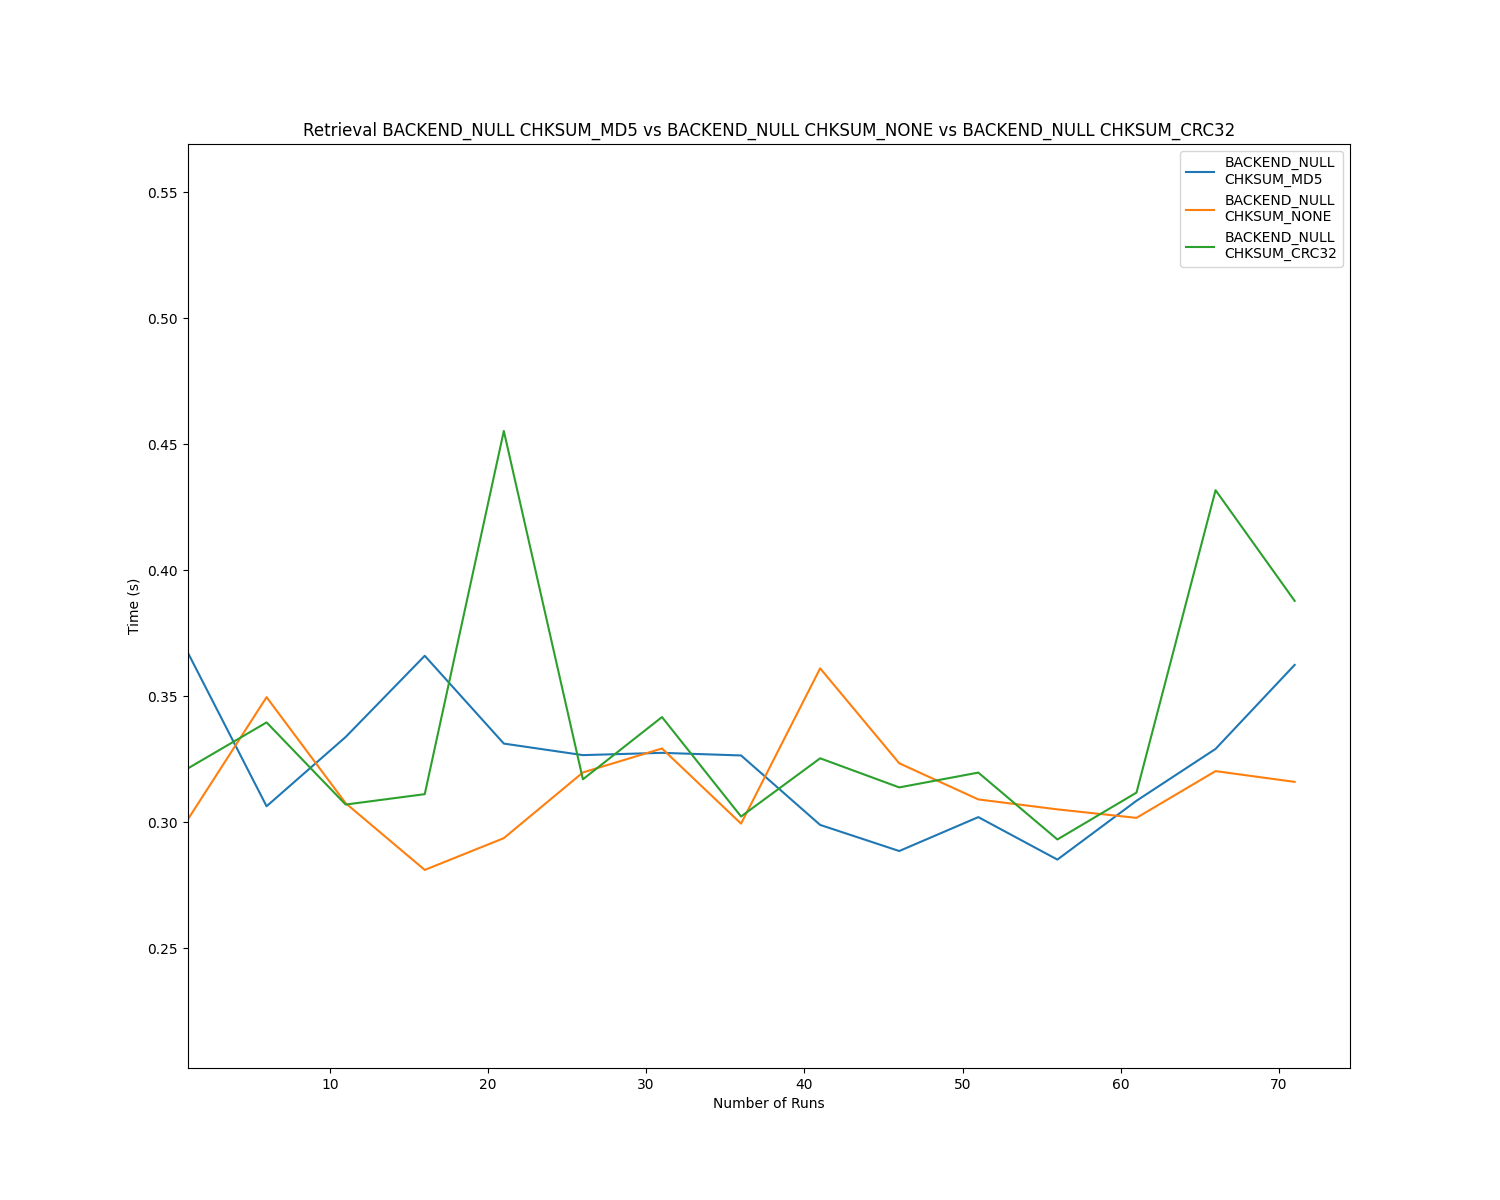 Retrieval BACKEND_NULL CHKSUM_MD5 vs BACKEND_NULL CHKSUM_NONE vs BACKEND_NULL CHKSUM_CRC32
BACKEND_NULL
CHKSUM_MD5
BACKEND_NULL
CHKSUM_NONE
BACKEND_NULL
CHKSUM_CRC32
0.55
0.50
0.45
0.40
0.35
0.30
0.25
Time (s)
10
20
30
40
50
60
70
Number of Runs